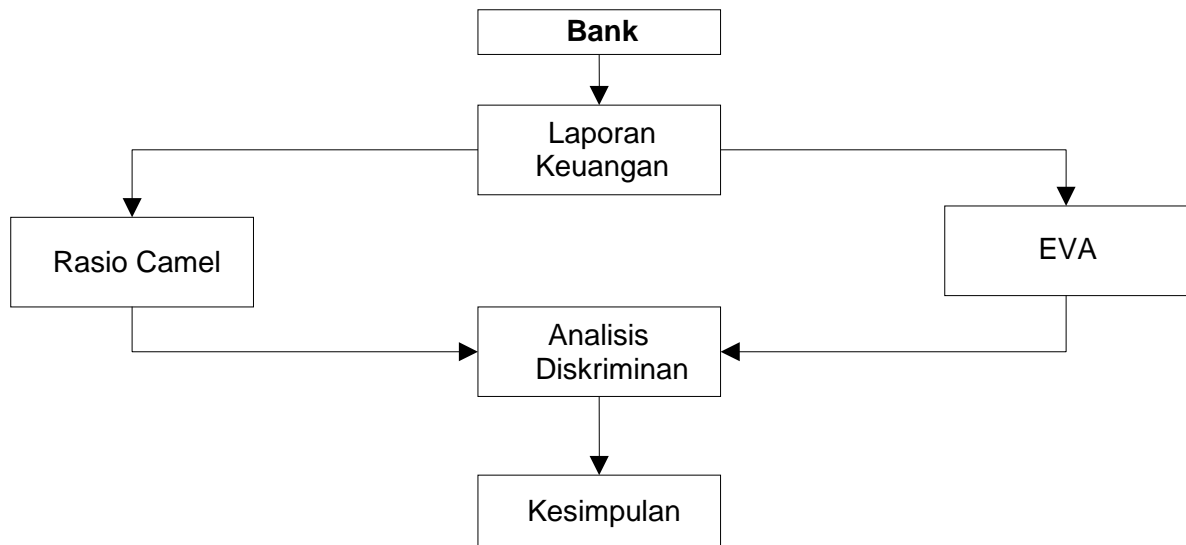 Bank
Laporan
Keuangan
Rasio Camel
EVA
Analisis
Diskriminan
Kesimpulan